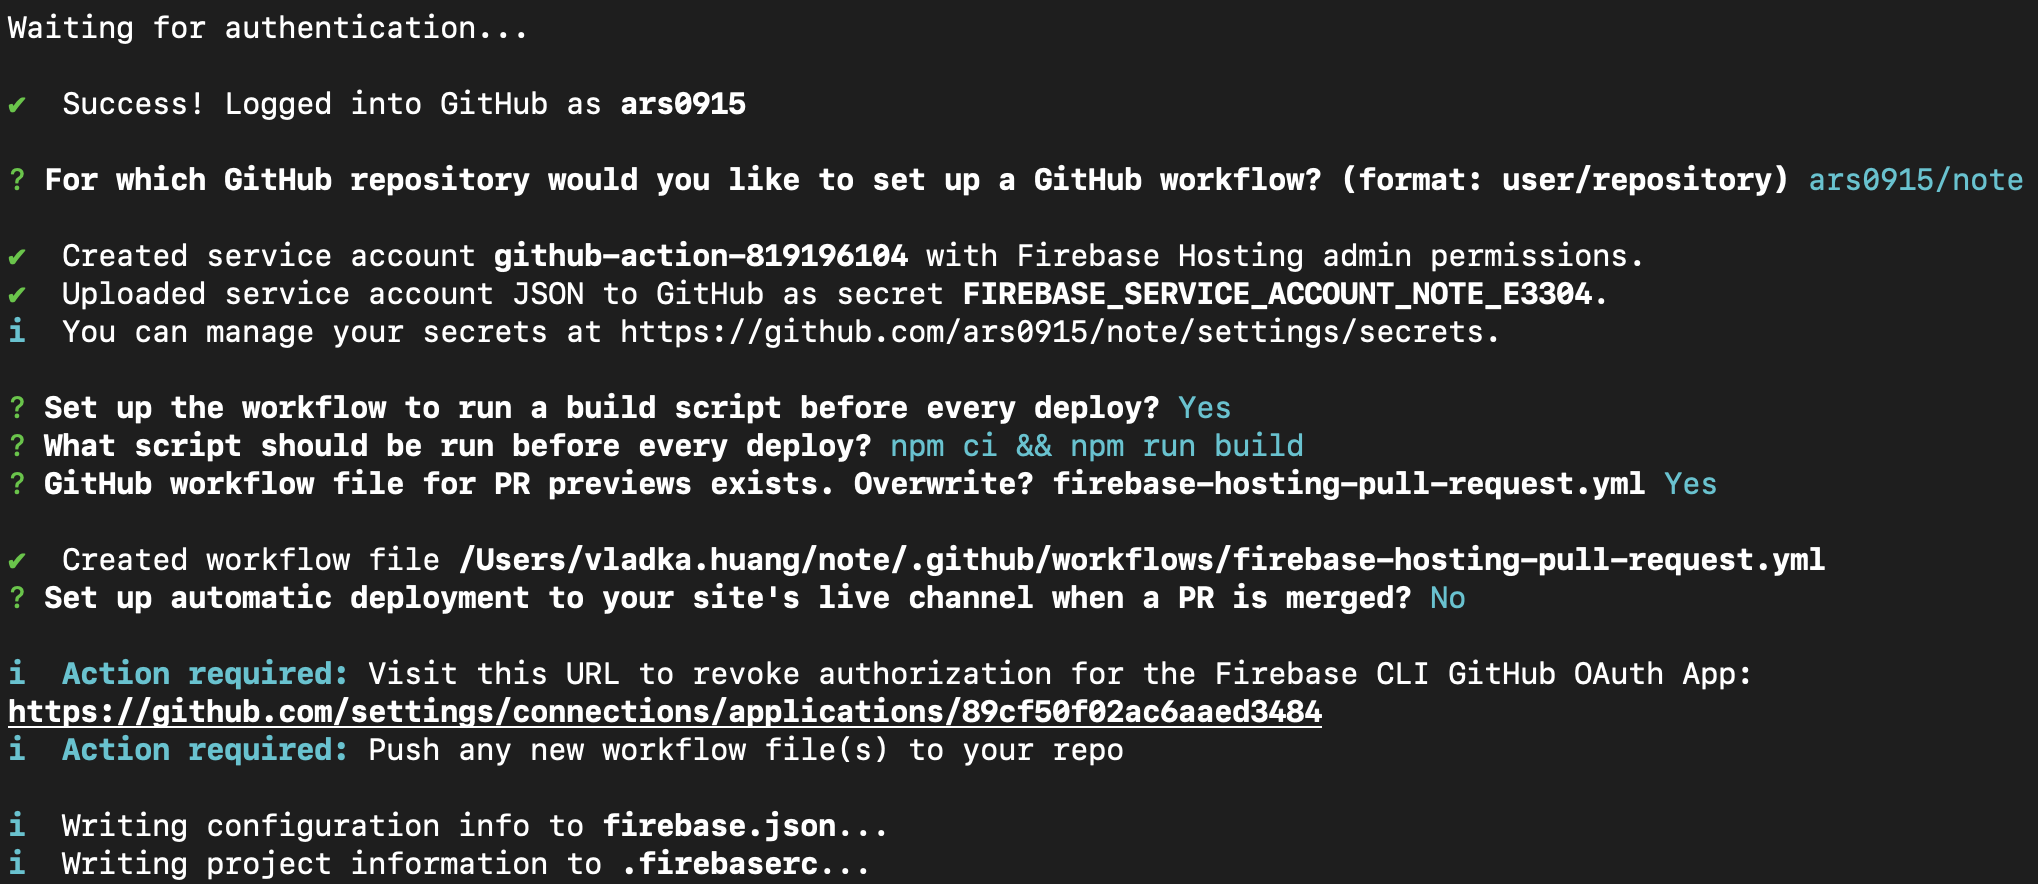 Waiting for authentication...
✔  Success! Logged into GitHub as ars0915
? For which GitHub repository would you like to set up a GitHub workflow? (format: user/repository) ars0915/note
✔  Created service account github-action-819196104 with Firebase Hosting admin permissions.
✔  Uploaded service account JSON to GitHub as secret FIREBASE_SERVICE_ACCOUNT_NOTE_E3304.
i  You can manage your secrets at https://github.com/ars0915/note/settings/secrets.
? Set up the workflow to run a build script before every deploy? Yes
? What script should be run before every deploy? npm ci && npm run build
? GitHub workflow file for PR previews exists. Overwrite? firebase-hosting-pull-request.yml Yes
✔  Created workflow file /Users/vladka.huang/note/.github/workflows/firebase-hosting-pull-request.yml
? Set up automatic deployment to your site's live channel when a PR is merged? No
i  Action required: Visit this URL to revoke authorization for the Firebase CLI GitHub OAuth App:
https://github.com/settings/connections/applications/89cf50f02ac6aaed3484
i  Action required: Push any new workflow file(s) to your repo
i  Writing configuration info to firebase.json...
i  Writing project information to .firebaserc...